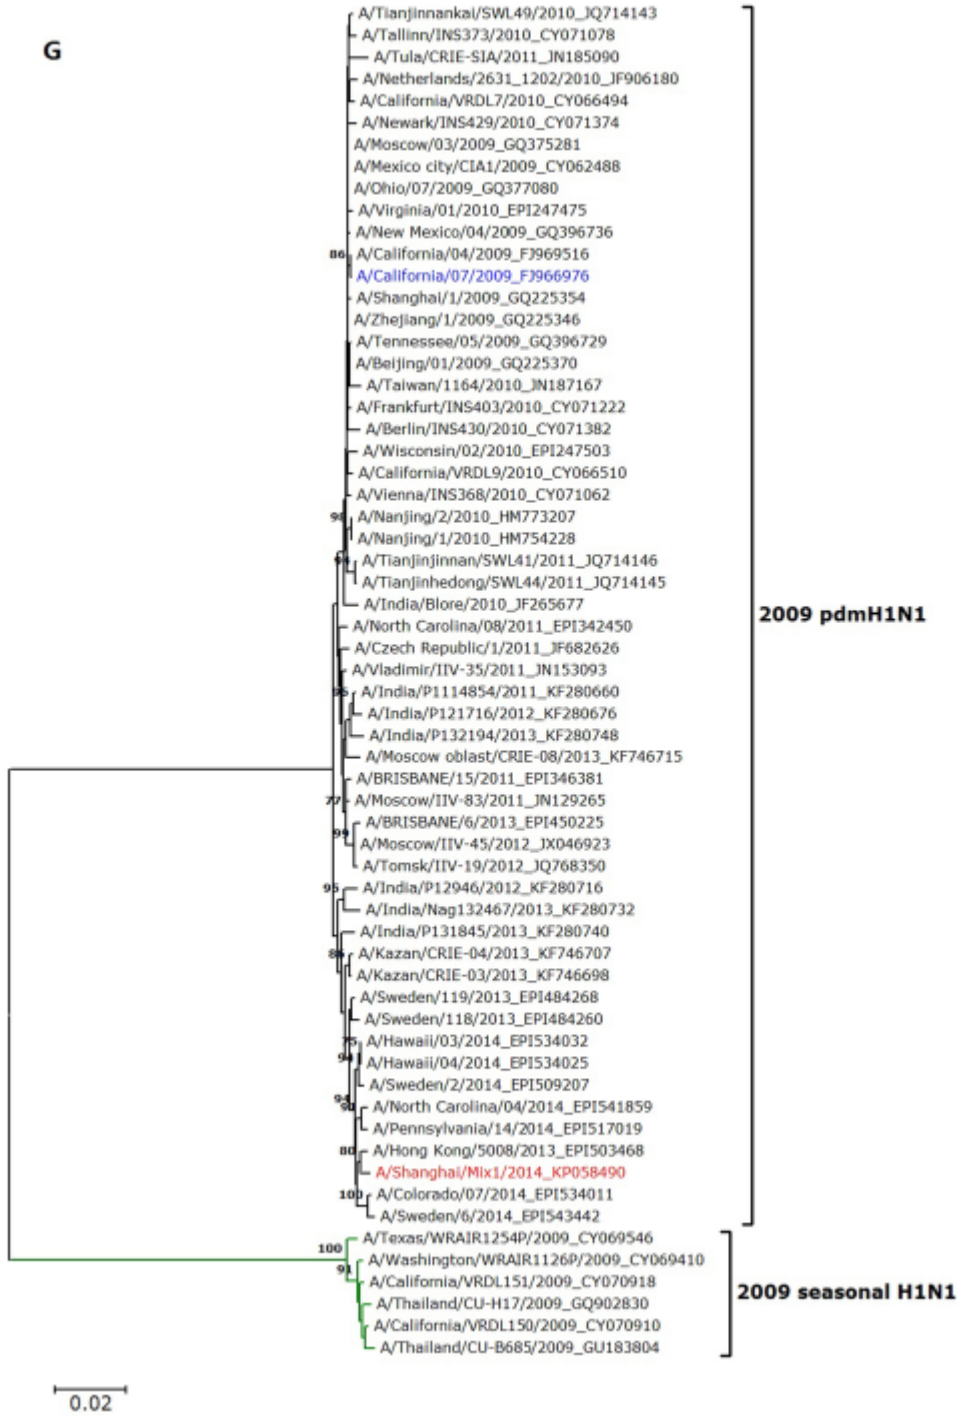 G
A/Tianjinnankai/SWL49/2010_JQ714143
A/Tallinn/INS373/2010_CY071078
A/Tula/CRIE-SIA/2011_JN185090
A/Netherlands/2631_1202/2010_JF906180
A/California/VRDL7/2010_CY066494
A/Newark/INS429/2010_CY071374
A/Moscow/03/2009_GQ375281
A/Mexico city/CIA1/2009_CY062488
A/Ohio/07/2009_GQ377080
A/Virginia/01/2010_EPI247475
A/New Mexico/04/2009_GQ396736
86
A/California/04/2009_FJ969516
A/California/07/2009_FJ966976
A/Shanghai/1/2009_GQ225354
A/Zhejiang/1/2009_GQ225346
A/Tennessee/05/2009_GQ396729
A/Beijing/01/2009_GQ225370
A/Taiwan/1164/2010_JN187167
A/Frankfurt/INS403/2010_CY071222
A/Berlin/INS430/2010_CY071382
A/Wisconsin/02/2010_EPI247503
A/California/VRDL9/2010_CY066510
A/Vienna/INS368/2010_CY071062
A/Nanjing/2/2010_HM773207
A/Nanjing/1/2010_HM754228
A/Tianjinjinnan/SWL41/2011_JQ714146
A/Tianjinhedong/SWL44/2011_JQ714145
A/India/Blore/2010_JF265677
2009 pdmH1N1
A/North Carolina/08/2011_EPI342450
A/Czech Republic/1/2011_JF682626
A/Vladimir/IIV-35/2011_JN153093
A/India/P1114854/2011_KF280660
A/India/P121716/2012_KF280676
A/India/P132194/2013_KF280748
A/Moscow oblast/CRIE-08/2013_KF746715
A/BRISBANE/15/2011_EPI346381
77
A/Moscow/IIV-83/2011_JN129265
A/BRISBANE/6/2013_EPI450225
99
A/Moscow/IIV-45/2012_JX046923
A/Tomsk/IIV-19/2012_JQ768350
95
A/India/P12946/2012_KF280716
A/India/Nag132467/2013_KF280732
A/India/P131845/2013_KF280740
A/Kazan/CRIE-04/2013_KF746707
A/Kazan/CRIE-03/2013_KF746698
A/Sweden/119/2013_EPI484268
A/Sweden/118/2013_EPI484260
75
A/Hawaii/03/2014_EPI534032
A/Hawaii/04/2014_EPI534025
A/Sweden/2/2014_EPI509207
A/North Carolina/04/2014_EPI541859
A/Pennsylvania/14/2014_EPI517019
80
A/Hong Kong/5008/2013_EPI503468
A/Shanghai/Mix1/2014_KP058490
100
A/Colorado/07/2014_EPI534011
A/Sweden/6/2014_EPI543442
A/Texas/WRAIR1254P/2009_CY069546
100
A/Washington/WRAIR1126P/2009_CY069410
91
A/California/VRDL151/2009_CY070918
2009 seasonal H1N1
A/Thailand/CU-H17/2009_GQ902830
A/California/VRDL150/2009_CY070910
A/Thailand/CU-B685/2009_GU183804
0.02